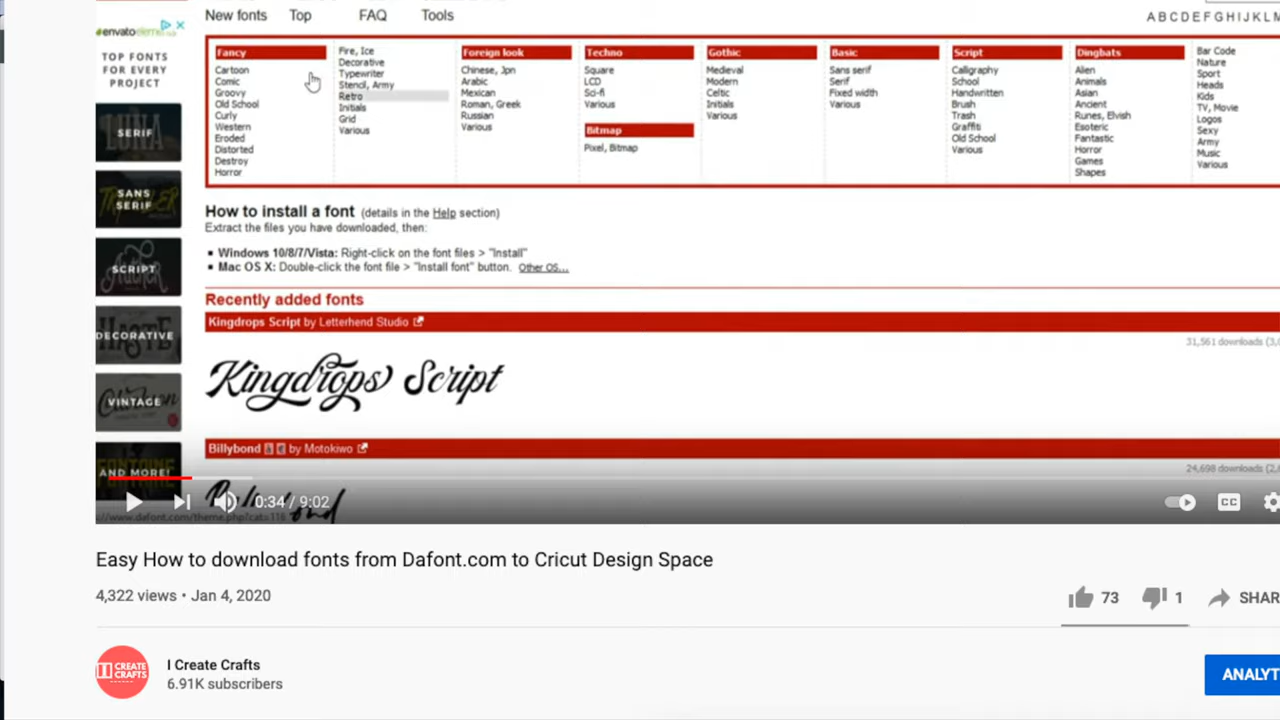 New fonts Top FAQ Tools
A B C D E F G H I J K L M
envato
TOP FONTS
FOR EVERY
PROJECT
SERIF
SANS
SERIF
SCRIPT
DECORATIVE
VINTAGE
AND MORE!
Fancy
Cartoon
Comic
Groovy
Old School
Curly
Western
Eroded
Distorted
Destroy
Horror
Fire, Ice
Decorative
Typewriter
Stencil, Army
Retro
Initials
Grid
Various
Foreign look
Chinese, Jpn
Arabic
Mexican
Roman, Greek
Russian
Various
Techno
Square
LCD
Sci-fi
Various
Bitmap
Pixel, Bitmap
Gothic
Medieval
Modern
Celtic
Initials
Various
Basic
Sans serif
Serif
Fixed width
Various
Script
Calligraphy
School
Handwritten
Brush
Trash
Graffiti
Old School
Various
Dingbats
Alien
Animals
Asian
Ancient
Runes, Elvish
Esoteric
Fantastic
Horror
Games
Shapes
Bar Code
Nature
Sport
Heads
Kids
TV, Movie
Logos
Sexy
Army
Music
Various
How to install a font (details in the Help section)
Extract the files you have downloaded, then:
▪ Windows 10/8/7/Vista: Right-click on the font files > "Install"
▪ Mac OS X: Double-click the font file > "Install font" button. Other OS...
Recently added fonts
Kingdrops Script by Letterhend Studio
31,561 downloads
Kingdrops Script
Billybond by Motokiwo
24,698 downloads
0:34 / 9:02
CC
//www.dafont.com/theme.php?cat=116
Easy How to download fonts from Dafont.com to Cricut Design Space
4,322 views • Jan 4, 2020
73 1 SHAR
I CREATE
CRAFTS
I Create Crafts
6.91K subscribers
ANALYT